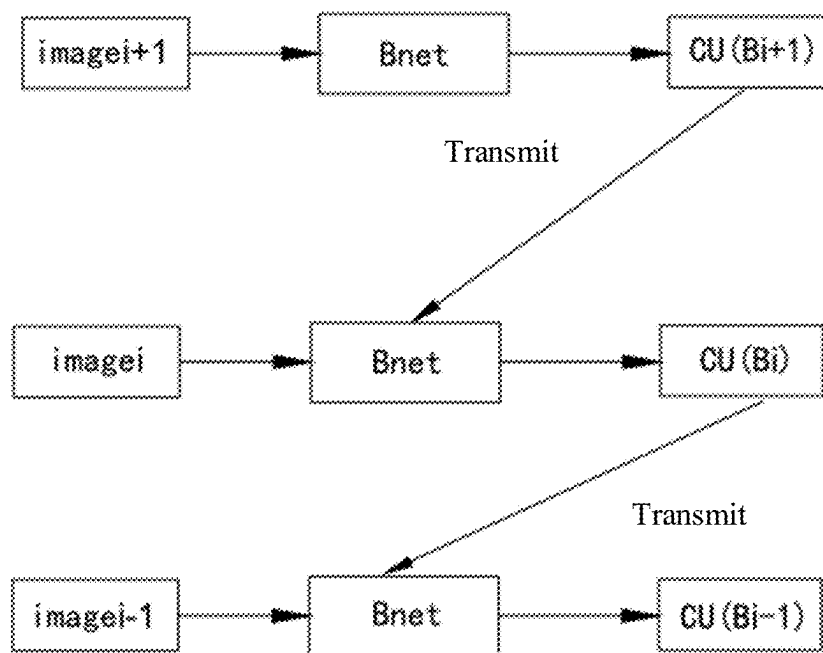 imagei+1 Bnet CU(Bi+1)
Transmit
imagei Bnet CU(Bi)
Transmit
imagei-1 Bnet CU(Bi-1)